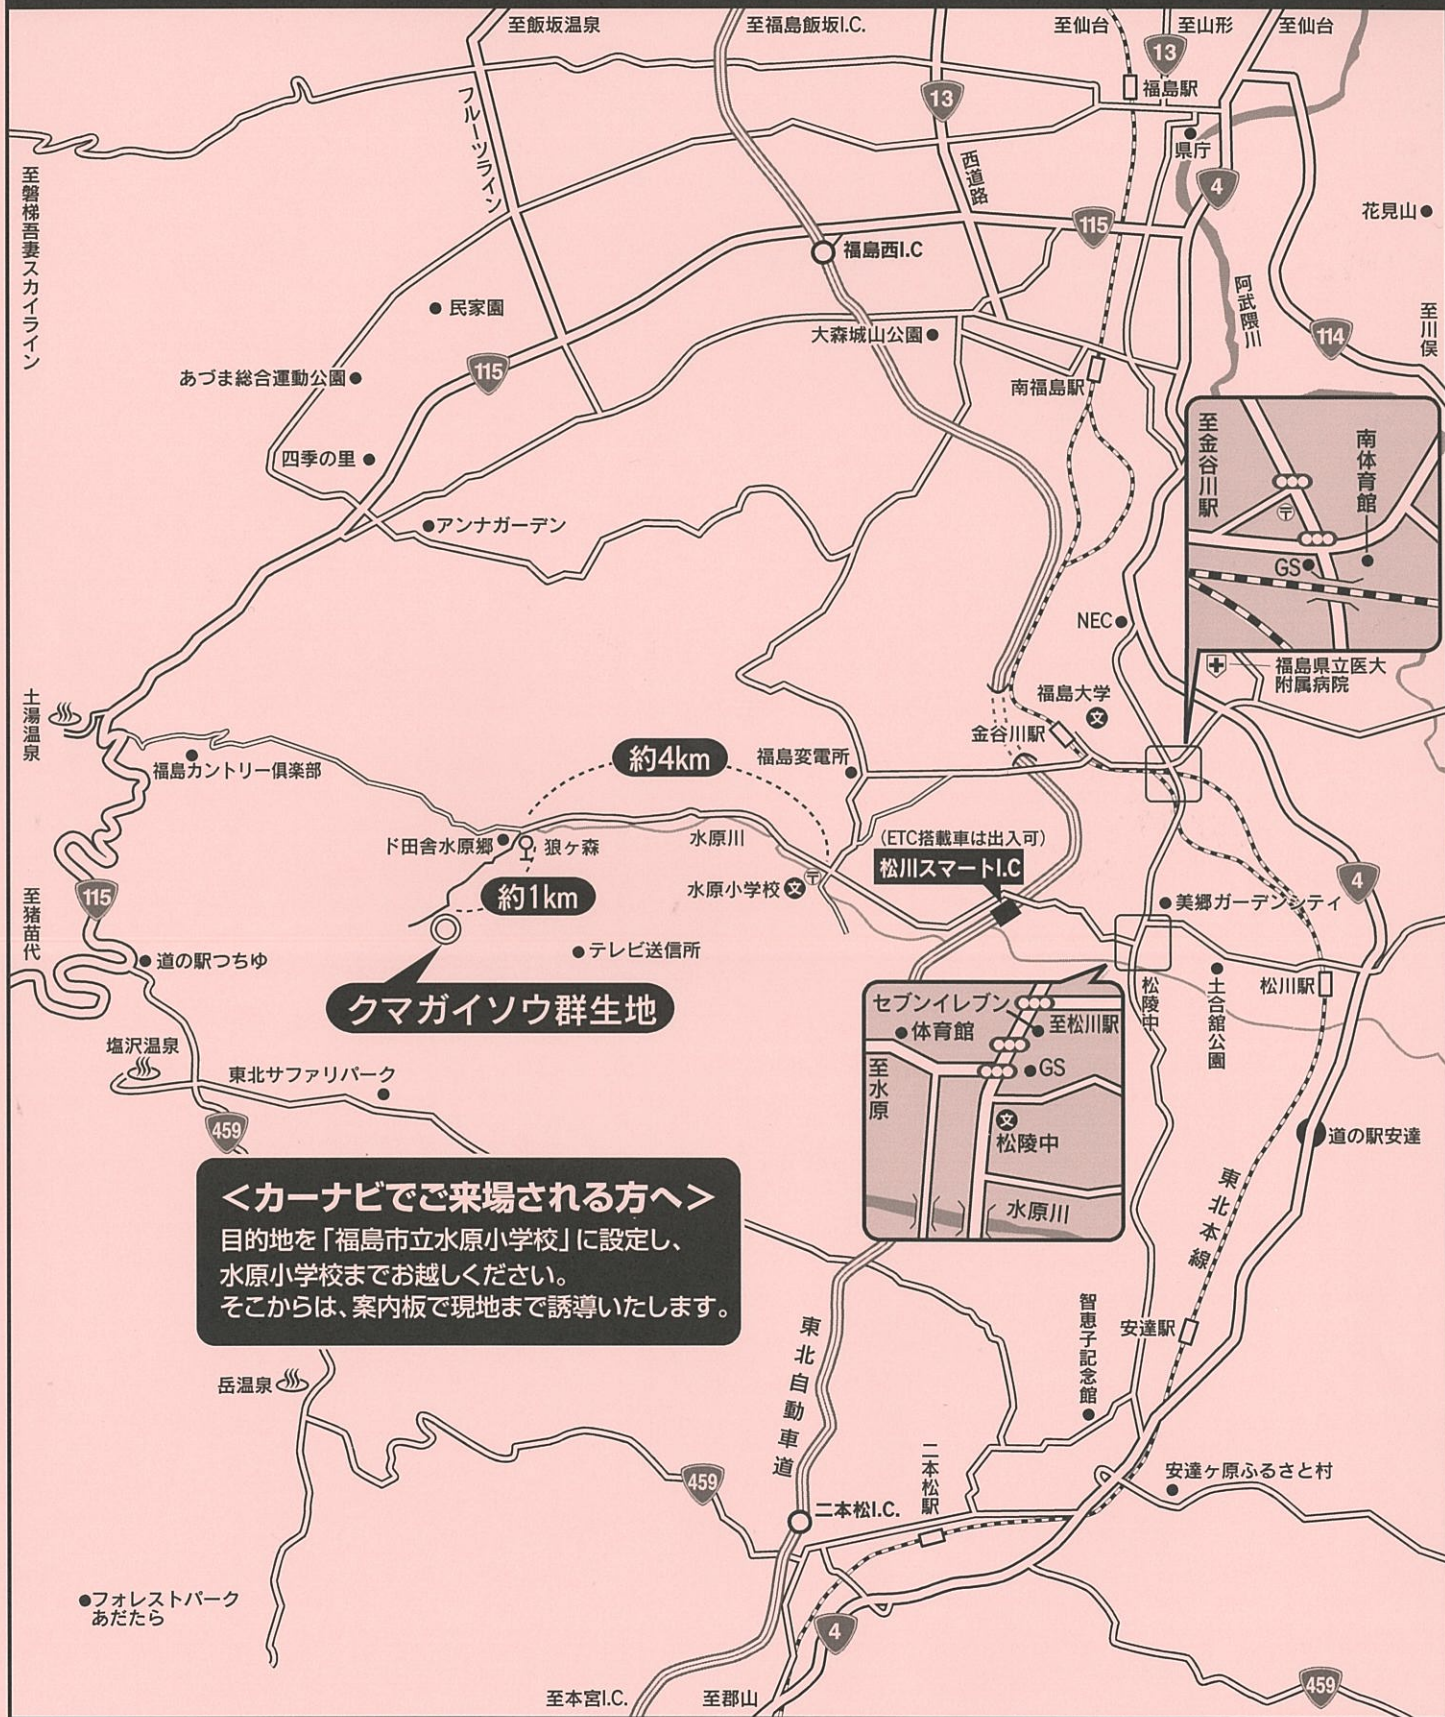 至飯坂温泉
至福島飯坂I.C.
至仙台
至山形
至仙台
13
福島駅
13
フルーツライン
県庁
西道路
4
至磐梯吾妻スカイライン
花見山
115
福島西I.C
阿武隈川
民家園
至川俣
大森城山公園
114
115
あづま総合運動公園
南福島駅
至金谷川駅
南体育館
〒
GS
四季の里
アンナガーデン
NEC
福島県立医大
附属病院
土湯温泉
福島大学
文
金谷川駅
約4km
福島変電所
福島カントリー倶楽部
ド田舎水原郷
狼ヶ森
水原川
(ETC搭載車は出入可)
松川スマートI.C
4
至猪苗代
115
約1km
水原小学校
文
〒
美郷ガーデンシティ
テレビ送信所
道の駅つちゆ
クマガイソウ群生地
松陵中
土合舘公園
松川駅
セブンイレブン
体育館
至松川駅
GS
至水原
文
松陵中
水原川
塩沢温泉
東北サファリパーク
459
道の駅安達
東北本線
<カーナビでご来場される方へ>
目的地を「福島市立水原小学校」に設定し、
水原小学校までお越しください。
そこからは、案内板で現地まで誘導いたします。
東北自動車道
智恵子記念館
安達駅
岳温泉
459
二本松駅
安達ヶ原ふるさと村
二本松I.C.
フォレストパーク
あだたら
4
459
至本宮I.C.
至郡山